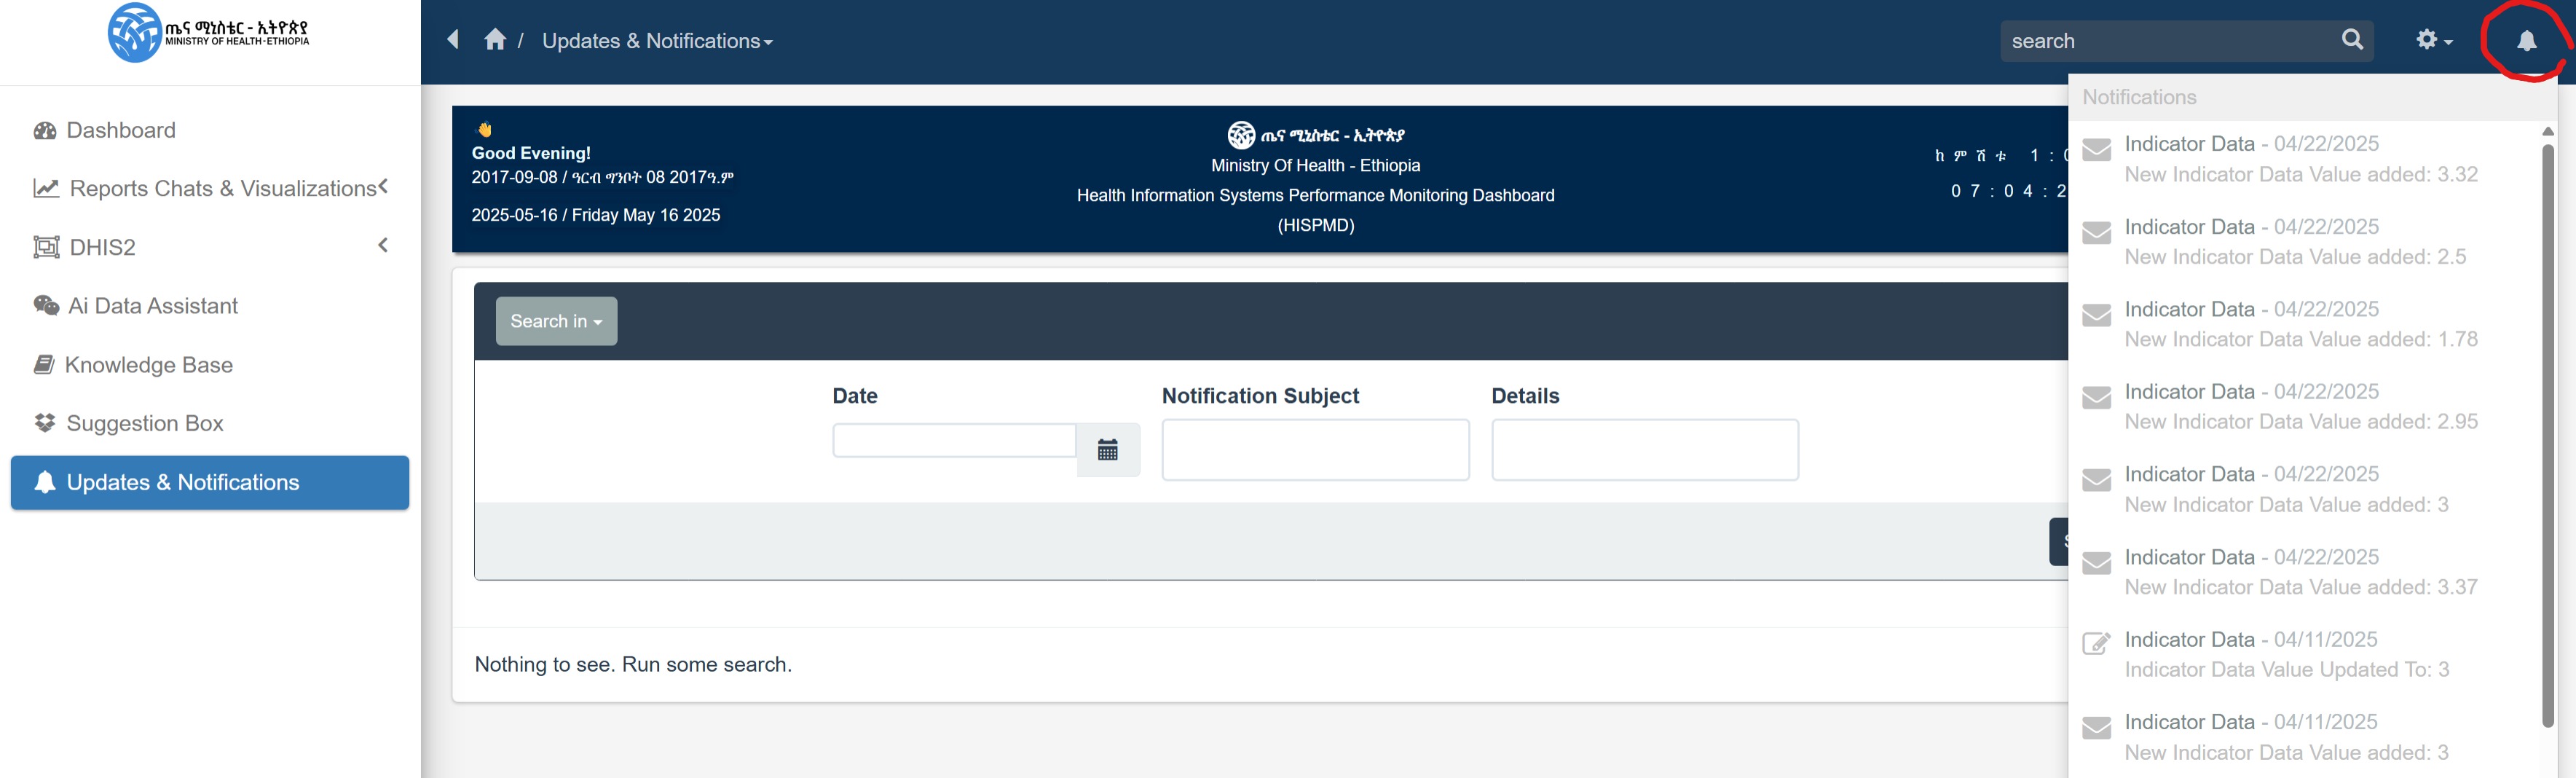 ጤና ሚኒስቴር - ኢትዮጵያ
MINISTRY OF HEALTH-ETHIOPIA
Dashboard
Reports Chats & Visualizations
DHIS2
Ai Data Assistant
Knowledge Base
Suggestion Box
Updates & Notifications
/ Updates & Notifications
search
Good Evening!
2017-09-08 / ዓርብ ግንቦት 08 2017ዓ.ም
2025-05-16 / Friday May 16 2025
ጤና ሚኒስቴር - ኢትዮጵያ
Ministry Of Health - Ethiopia
Health Information Systems Performance Monitoring Dashboard
(HISPMD)
ከምሽቱ 1:0
07:04:2
Search in
Date
Notification Subject
Details
Nothing to see. Run some search.
Notifications
Indicator Data - 04/22/2025
New Indicator Data Value added: 3.32
Indicator Data - 04/22/2025
New Indicator Data Value added: 2.5
Indicator Data - 04/22/2025
New Indicator Data Value added: 1.78
Indicator Data - 04/22/2025
New Indicator Data Value added: 2.95
Indicator Data - 04/22/2025
New Indicator Data Value added: 3
Indicator Data - 04/22/2025
New Indicator Data Value added: 3.37
Indicator Data - 04/11/2025
Indicator Data Value Updated To: 3
Indicator Data - 04/11/2025
New Indicator Data Value added: 3